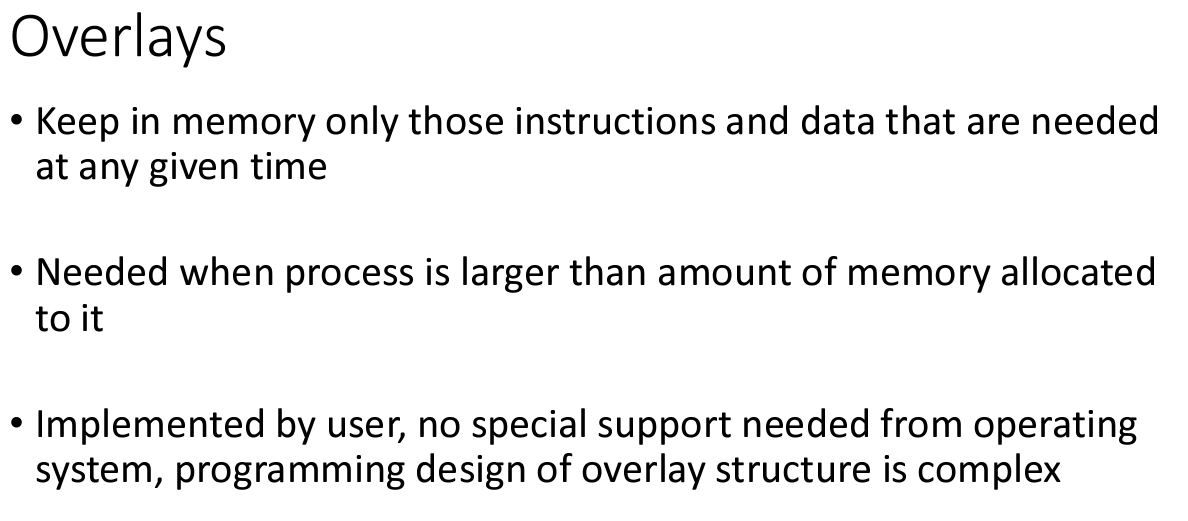 Overlays
• Keep in memory only those instructions and data that are needed
at any given time
• Needed when process is larger than amount of memory allocated
to it
• Implemented by user, no special support needed from operating
system, programming design of overlay structure is complex